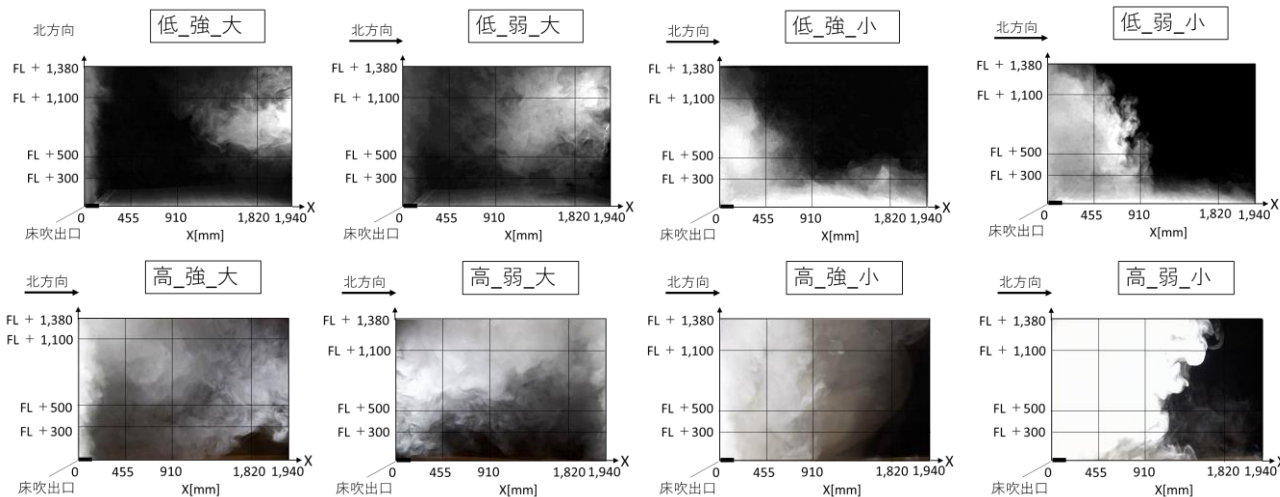 低_強_大
北方向
FL + 1,380
FL + 1,100
FL +500
FL +300
0
455
910
1,820
1,940
X
床吹出口
X[mm]
低_弱_大
北方向
FL + 1,380
FL + 1,100
FL +500
FL +300
0
455
910
1,820
1,940
X
床吹出口
X[mm]
低_強_小
北方向
FL + 1,380
FL + 1,100
FL +500
FL +300
0
455
910
1,820
1,940
X
床吹出口
X[mm]
低_弱_小
北方向
FL + 1,380
FL + 1,100
FL +500
FL +300
0
455
910
1,820
1,940
X
床吹出口
X[mm]
高_強_大
北方向
FL + 1,380
FL + 1,100
FL +500
FL +300
0
455
910
1,820
1,940
X
床吹出口
X[mm]
高_弱_大
北方向
FL + 1,380
FL + 1,100
FL +500
FL +300
0
455
910
1,820
1,940
X
床吹出口
X[mm]
高_強_小
北方向
FL + 1,380
FL + 1,100
FL +500
FL +300
0
455
910
1,820
1,940
X
床吹出口
X[mm]
高_弱_小
北方向
FL + 1,380
FL + 1,100
FL +500
FL +300
0
455
910
1,820
1,940
X
床吹出口
X[mm]